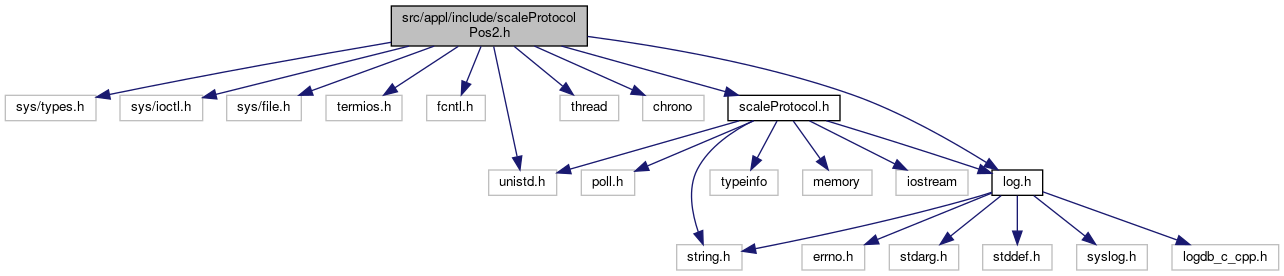 src/appl/include/scaleProtocol
Pos2.h
sys/types.h
sys/ioctl.h
sys/file.h
termios.h
fcntl.h
thread
chrono
scaleProtocol.h
unistd.h
poll.h
typeinfo
memory
iostream
log.h
string.h
errno.h
stdarg.h
stddef.h
syslog.h
logdb_c_cpp.h